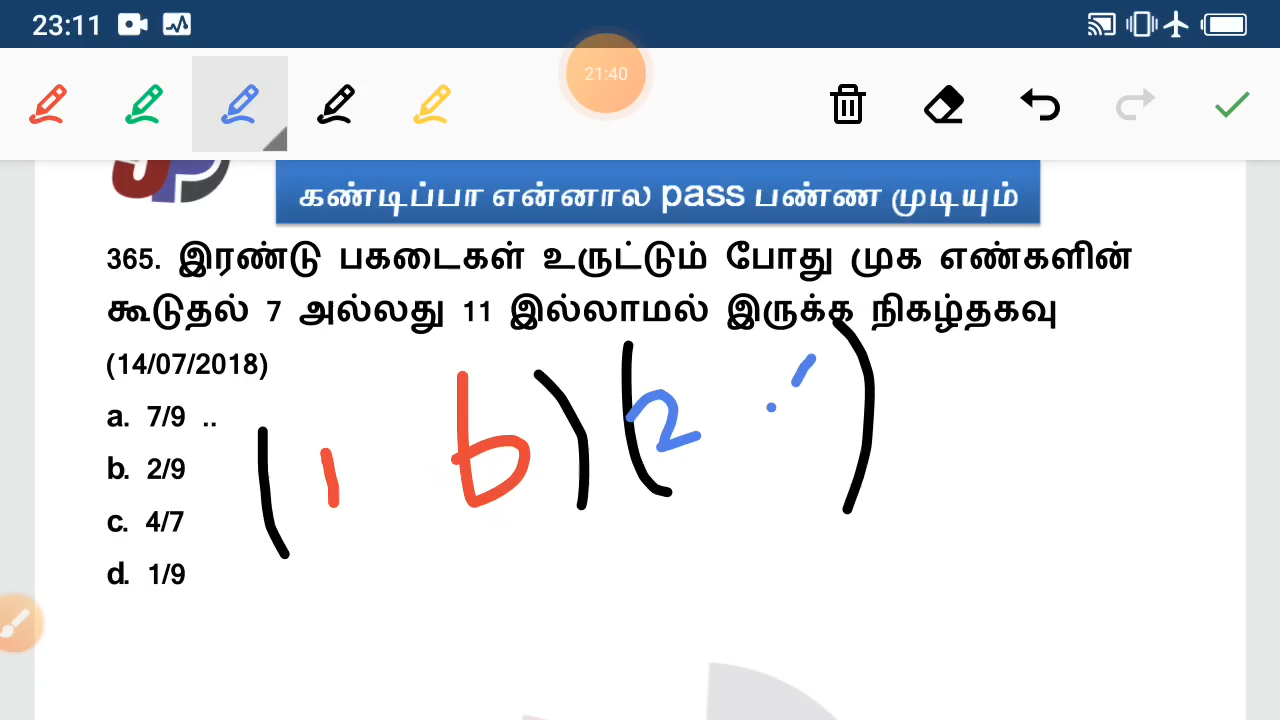 23:11
21:40
கண்டிப்பா என்னால pass பண்ண முடியும்
365. இரண்டு பகடைகள் உருட்டும் போது முக எண்களின்
கூடுதல் 7 அல்லது 11 இல்லாமல் இருக்க நிகழ்தகவு
(14/07/2018)
a. 7/9 ..
b. 2/9
c. 4/7
d. 1/9
(1 6) (2 , )